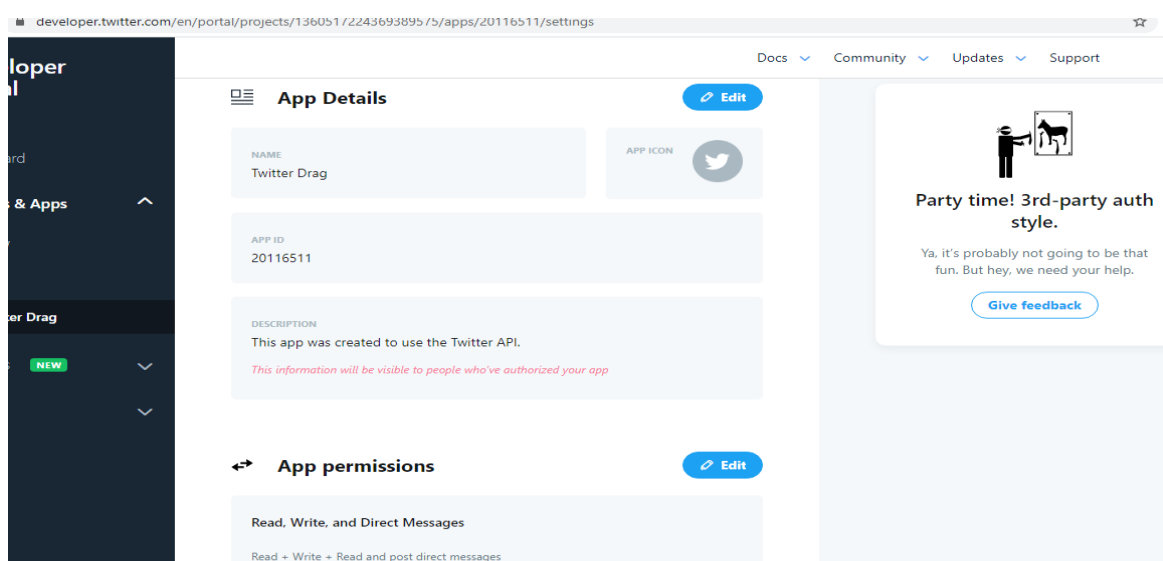 developer.twitter.com/en/portal/projects/1360517224369389575/apps/20116511/settings
loper
al
ard
s & Apps
er Drag
s NEW
Docs Community Updates Support
App Details
Edit
NAME
Twitter Drag
APP ICON
APP ID
20116511
DESCRIPTION
This app was created to use the Twitter API.
This information will be visible to people who've authorized your app
App permissions
Edit
Read, Write, and Direct Messages
Read + Write + Read and post direct messages
Party time! 3rd-party auth
style.
Ya, it's probably not going to be that
fun. But hey, we need your help.
Give feedback